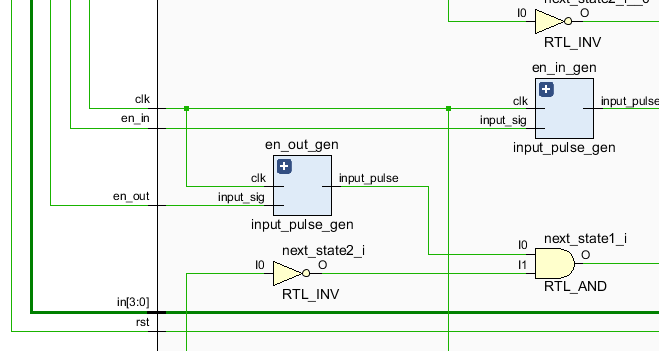 I0
O
RTL_INV
en_in_gen
clk
clk
input_pulse
en_in
input_sig
input_pulse_gen
en_out_gen
clk
input_pulse
en_out
input_sig
input_pulse_gen
next_state1_i
next_state2_i
I0
O
I0
O
I1
RTL_AND
RTL_INV
in[3:0]
rst